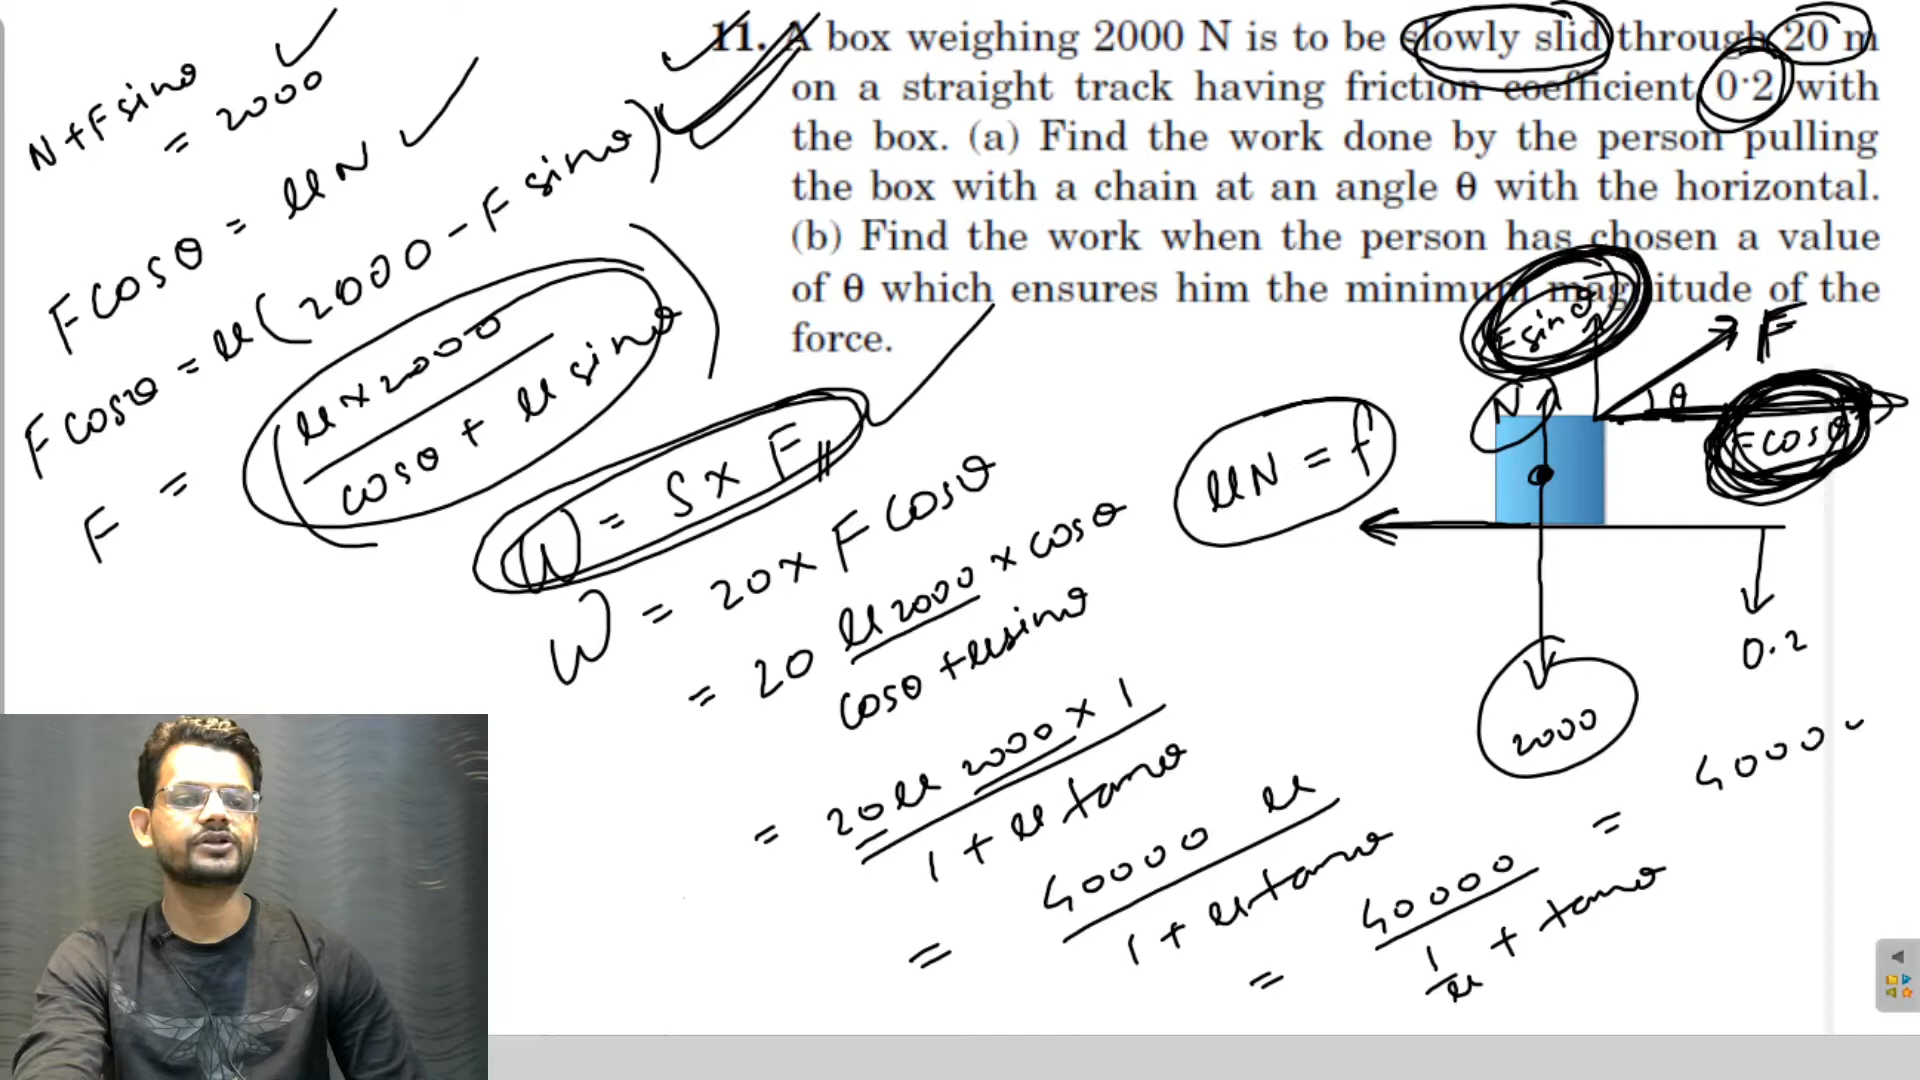 11. A box weighing 2000 N is to be slowly slid through 20 m
on a straight track having friction coefficient 0·2 with
the box. (a) Find the work done by the person pulling
the box with a chain at an angle θ with the horizontal.
(b) Find the work when the person has chosen a value
of θ which ensures him the minimum magnitude of the
force.
N + F sinθ
= 2000
F cosθ = μN
F cosθ = μ(2000 - F sinθ)
F = μ × 2000
cosθ + μ sinθ
W = S × F
W = 20 × F cosθ
= 20 μ 2000 × cosθ
cosθ + μ sinθ
= 20 μ 2000 × 1
1 + μ tanθ
= 40000 μ
1 + μ tanθ
= 40000
1/μ + tanθ
= 4000
μN = f
F sinθ
F
N
θ
F cosθ
0.2
2000